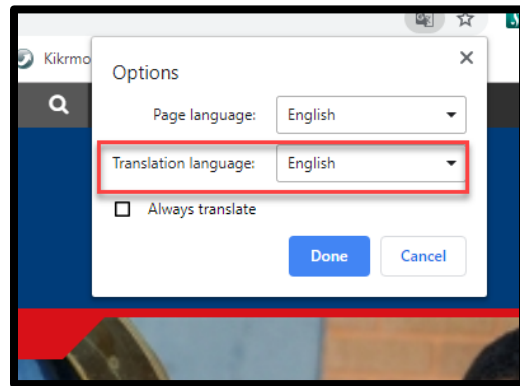 Kikrmo
Options
Page language: English
Translation language: English
Always translate
Done Cancel